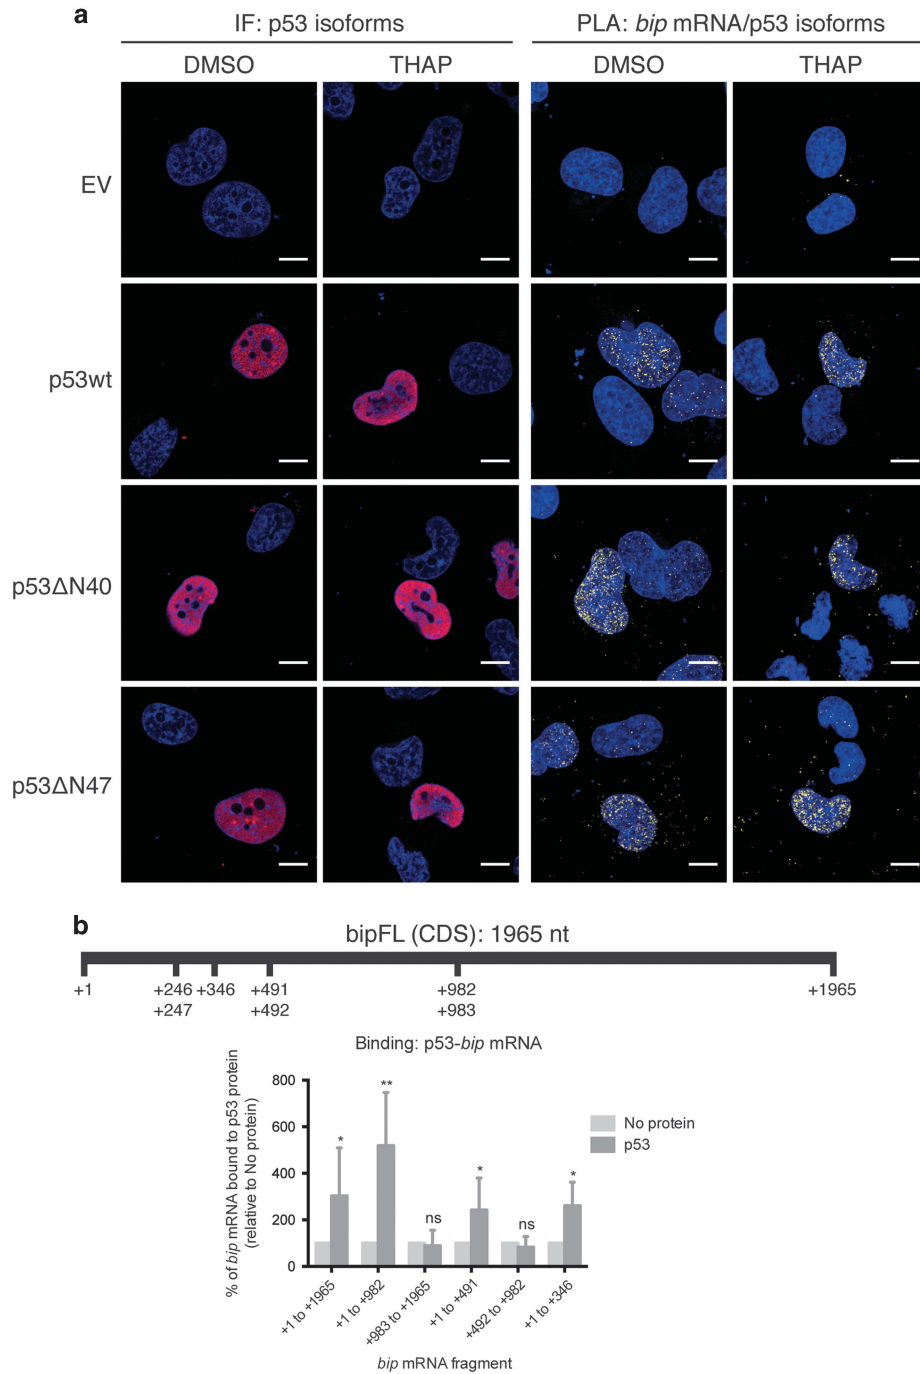 a
IF: p53 isoforms
PLA: bip mRNA/p53 isoforms
DMSO
THAP
DMSO
THAP
EV
p53wt
p53ΔN40
p53ΔN47
b
bipFL (CDS): 1965 nt
+1
+246
+346
+491
+982
+1965
+247
+492
+983
Binding: p53-bip mRNA
% of bip mRNA bound to p53 protein
(relative to No protein)
800
600
400
200
0
*
**
ns
*
ns
*
No protein
p53
+1 to +1965
+1 to +982
+983 to +1965
+1 to +491
+492 to +982
+1 to +346
bip mRNA fragment